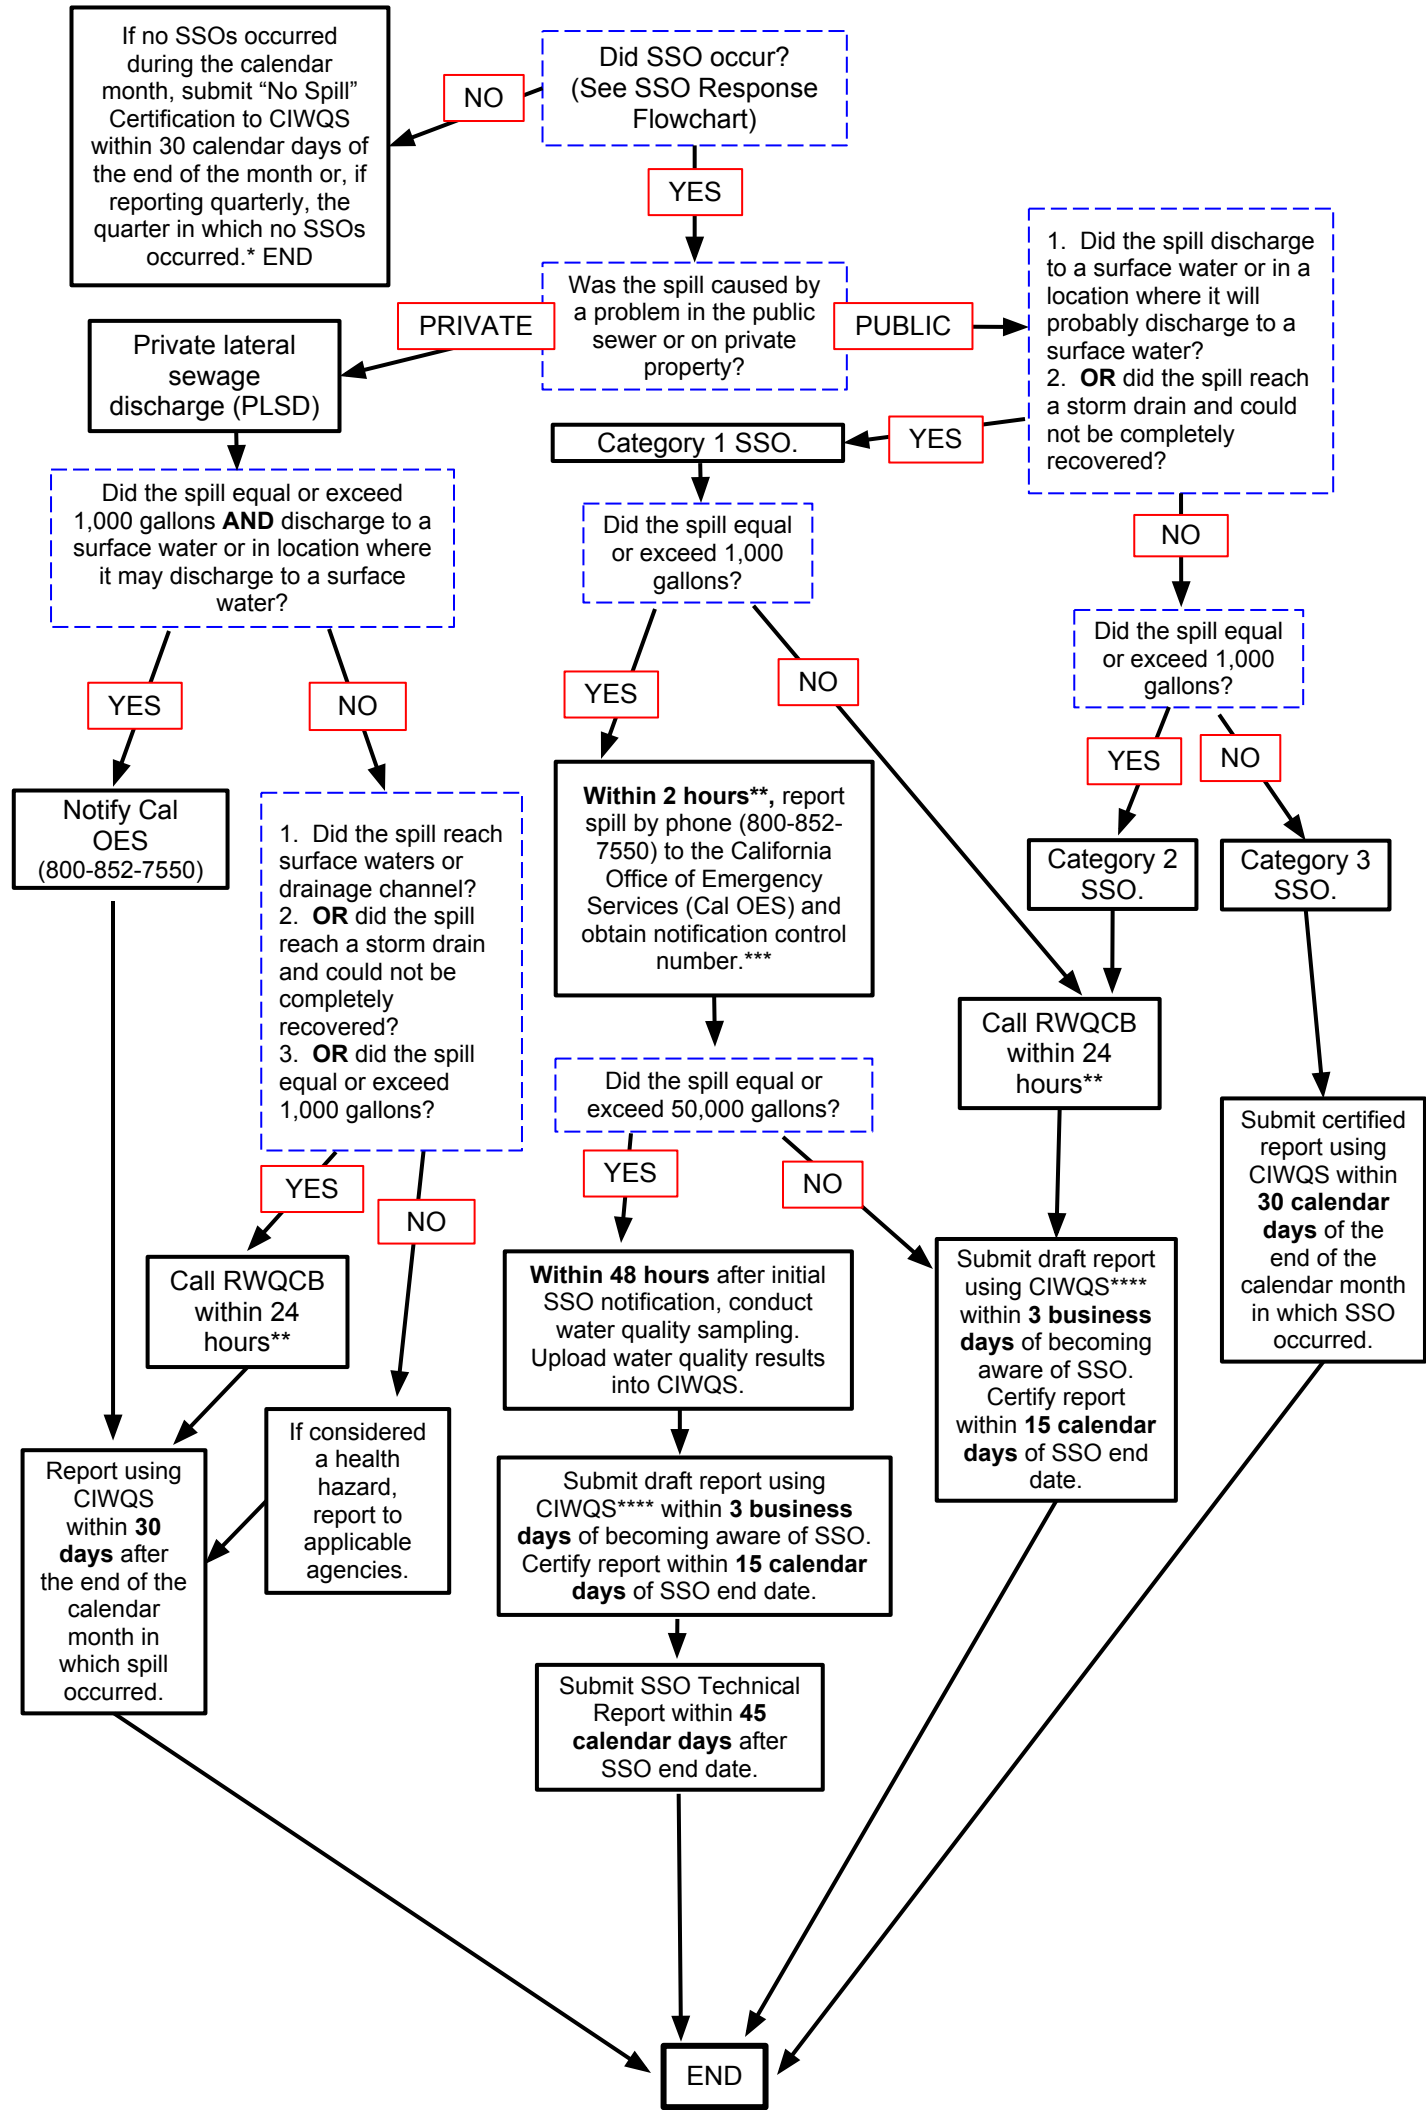 If no SSOs occurred
during the calendar
month, submit “No Spill”
Certification to CIWQS
within 30 calendar days of
the end of the month or, if
reporting quarterly, the
quarter in which no SSOs
occurred.* END
NO
Did SSO occur?
(See SSO Response
Flowchart)
YES
Was the spill caused by
a problem in the public
sewer or on private
property?
PRIVATE
PUBLIC
1. Did the spill discharge
to a surface water or in a
location where it will
probably discharge to a
surface water?
2. OR did the spill reach
a storm drain and could
not be completely
recovered?
Private lateral
sewage
discharge (PLSD)
Category 1 SSO.
YES
NO
Did the spill equal or exceed
1,000 gallons AND discharge to a
surface water or in location where
it may discharge to a surface
water?
Did the spill equal
or exceed 1,000
gallons?
Did the spill equal
or exceed 1,000
gallons?
YES
NO
YES
NO
YES
NO
Notify Cal
OES
(800-852-7550)
1. Did the spill reach
surface waters or
drainage channel?
2. OR did the spill
reach a storm drain
and could not be
completely
recovered?
3. OR did the spill
equal or exceed
1,000 gallons?
Within 2 hours**, report
spill by phone (800-852-
7550) to the California
Office of Emergency
Services (Cal OES) and
obtain notification control
number.***
Category 2
SSO.
Category 3
SSO.
Call RWQCB
within 24
hours**
Did the spill equal or
exceed 50,000 gallons?
Submit certified
report using
CIWQS within
30 calendar
days of the
end of the
calendar month
in which SSO
occurred.
YES
NO
YES
NO
Call RWQCB
within 24
hours**
Within 48 hours after initial
SSO notification, conduct
water quality sampling.
Upload water quality results
into CIWQS.
Submit draft report
using CIWQS****
within 3 business
days of becoming
aware of SSO.
Certify report
within 15 calendar
days of SSO end
date.
If considered
a health
hazard,
report to
applicable
agencies.
Report using
CIWQS
within 30
days after
the end of the
calendar
month in
which spill
occurred.
Submit draft report using
CIWQS**** within 3 business
days of becoming aware of SSO.
Certify report within 15 calendar
days of SSO end date.
Submit SSO Technical
Report within 45
calendar days after
SSO end date.
END